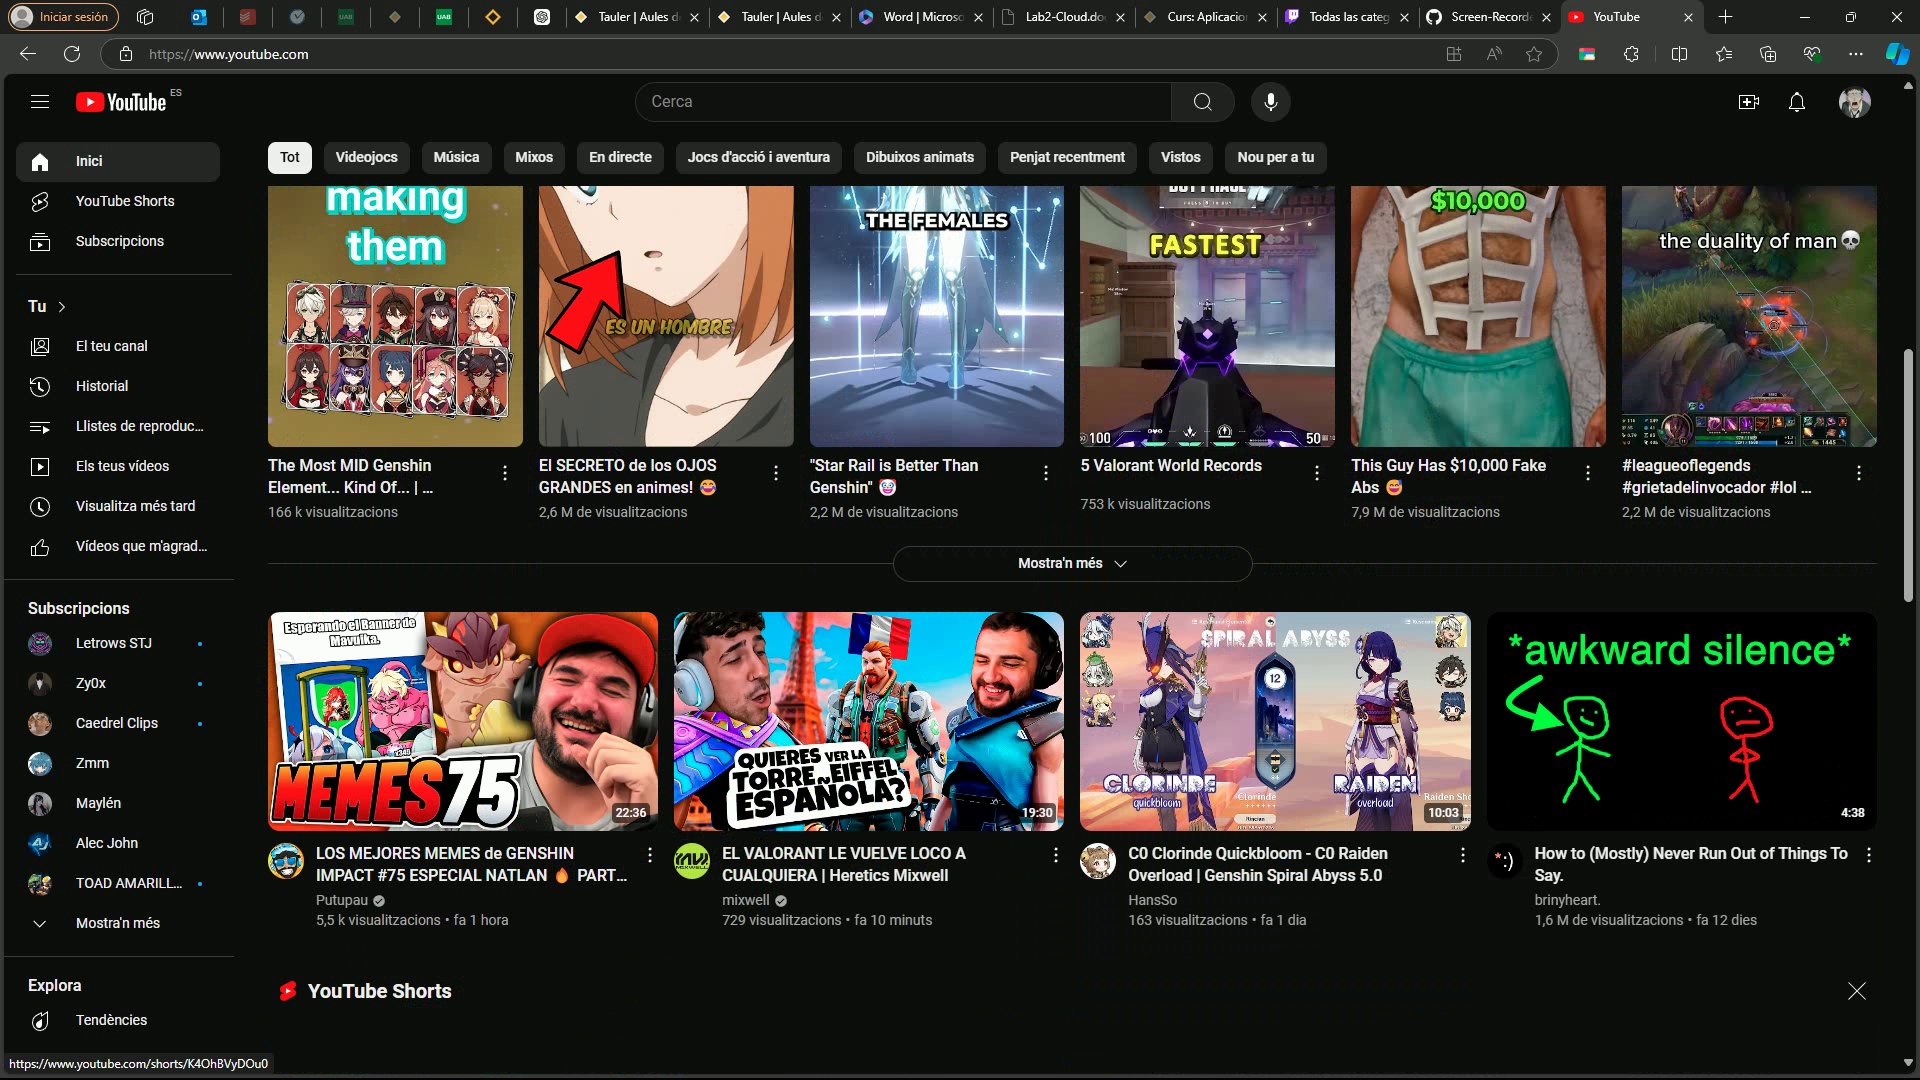 Iniciar sesión
Tauler | Aules d
Tauler | Aules d
Word | Microso
Lab2-Cloud.do
Curs: Aplicacio
Todas las categ
Screen-Recorde
YouTube
https://www.youtube.com
YouTube ES
Cerca
Inici
YouTube Shorts
Subscripcions
Tu
El teu canal
Historial
Llistes de reproduc...
Els teus vídeos
Visualitza més tard
Vídeos que m'agrad...
Subscripcions
Letrows STJ
Zy0x
Caedrel Clips
Zmm
Maylén
Alec John
TOAD AMARILL...
Mostra'n més
Explora
Tendències
https://www.youtube.com/shorts/K4OhBVyDOu0
Tot
Videojocs
Música
Mixos
En directe
Jocs d'acció i aventura
Dibuixos animats
Penjat recentment
Vistos
Nou per a tu
making
them
ES UN HOMBRE
THE FEMALES
BUY PHASE
FASTEST
100
50
$10,000
the duality of man💀
The Most MID Genshin
Element... Kind Of... | ...
166 k visualitzacions
El SECRETO de los OJOS
GRANDES en animes! 😂
2,6 M de visualitzacions
"Star Rail is Better Than
Genshin" 🤡
2,2 M de visualitzacions
5 Valorant World Records
753 k visualitzacions
This Guy Has $10,000 Fake
Abs 😅
7,9 M de visualitzacions
#leagueoflegends
#grietadelinvocador #lol ...
2,2 M de visualitzacions
Mostra'n més
Esperando el Banner de
Mavuika.
MEMES 75
22:36
QUIERES VER LA
TORRE EIFFEL
ESPAÑOLA?
19:30
SPIRAL ABYSS
12
CLORINDE
quickbloom
Clorinde
RAIDEN
overload
10:03
*awkward silence*
4:38
LOS MEJORES MEMES de GENSHIN
IMPACT #75 ESPECIAL NATLAN 🔥 PART...
Putupau
5,5 k visualitzacions • fa 1 hora
EL VALORANT LE VUELVE LOCO A
CUALQUIERA | Heretics Mixwell
mixwell
729 visualitzacions • fa 10 minuts
C0 Clorinde Quickbloom - C0 Raiden
Overload | Genshin Spiral Abyss 5.0
HansSo
163 visualitzacions • fa 1 dia
How to (Mostly) Never Run Out of Things To
Say.
brinyheart.
1,6 M de visualitzacions • fa 12 dies
YouTube Shorts